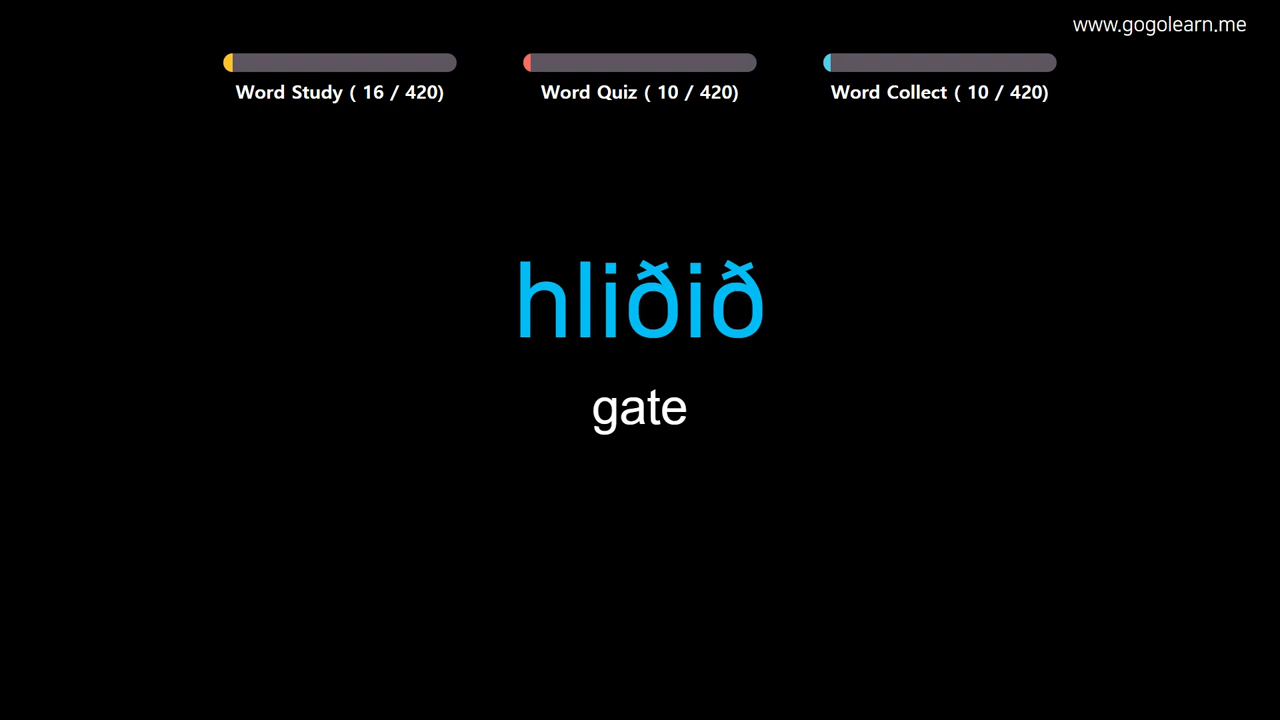 www.gogolearn.me
Word Study ( 16 / 420)
Word Quiz ( 10 / 420)
Word Collect ( 10 / 420)
hliðið
gate